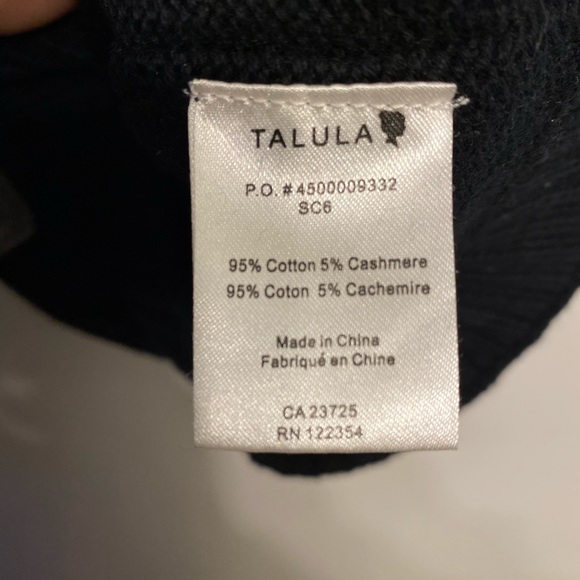 TALULA
P.O. #4500009332
SC6
95% Cotton 5% Cashmere
95% Coton 5% Cachemire
Made in China
Fabriqué en Chine
CA 23725
RN 122354